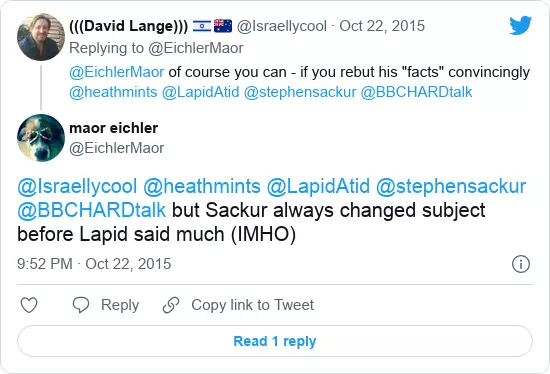 (((David Lange))) 🇮🇱🇦🇺 @Israellycool · Oct 22, 2015
Replying to @EichlerMaor
@EichlerMaor of course you can - if you rebut his "facts" convincingly
@heathmints @LapidAtid @stephensackur @BBCHARDtalk
maor eichler
@EichlerMaor
@Israellycool @heathmints @LapidAtid @stephensackur
@BBCHARDtalk but Sackur always changed subject
before Lapid said much (IMHO)
9:52 PM · Oct 22, 2015
Reply
Copy link to Tweet
Read 1 reply